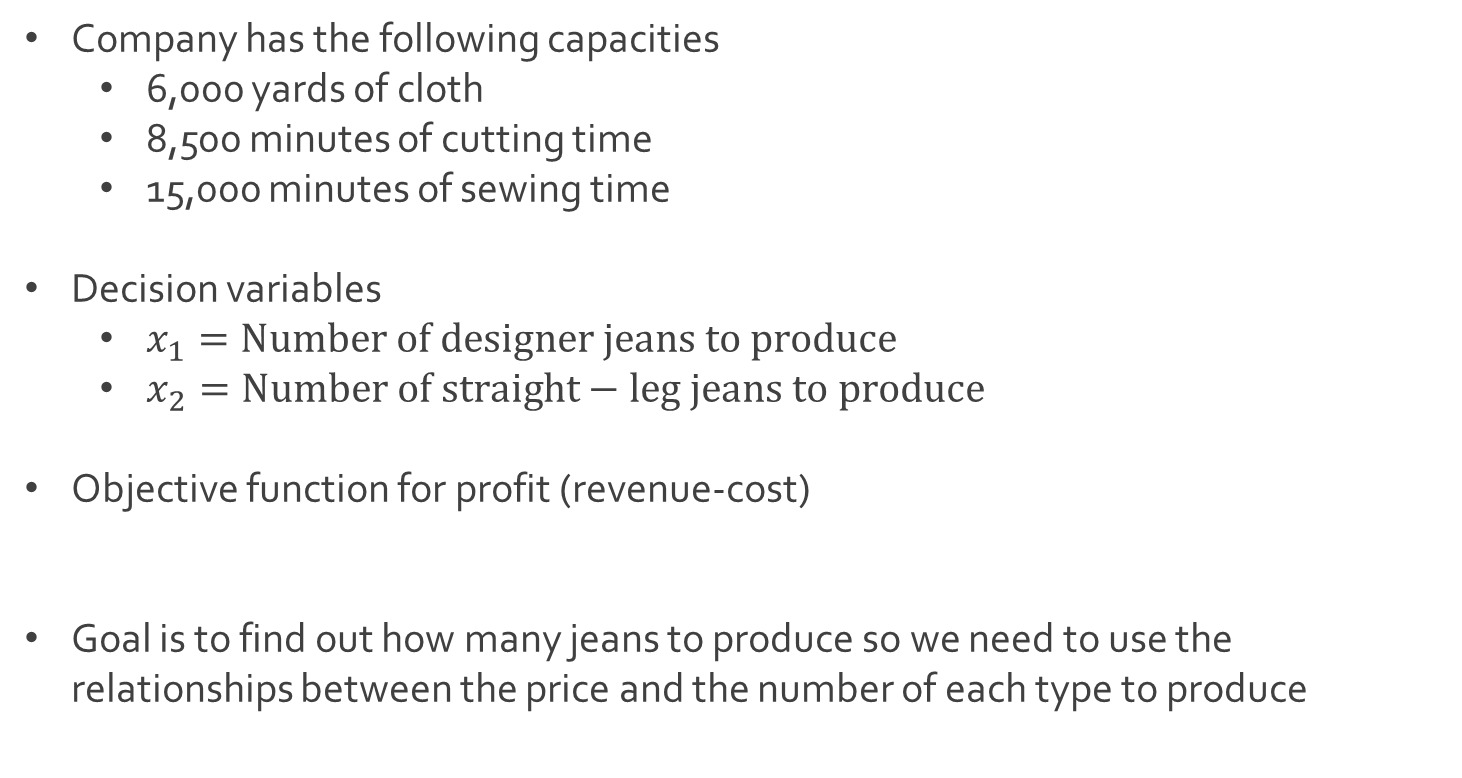 • Company has the following capacities
• 6,000 yards of cloth
• 8,500 minutes of cutting time
• 15,000 minutes of sewing time
• Decision variables
• x₁ = Number of designer jeans to produce
• x₂ = Number of straight − leg jeans to produce
• Objective function for profit (revenue-cost)
• Goal is to find out how many jeans to produce so we need to use the
relationships between the price and the number of each type to produce